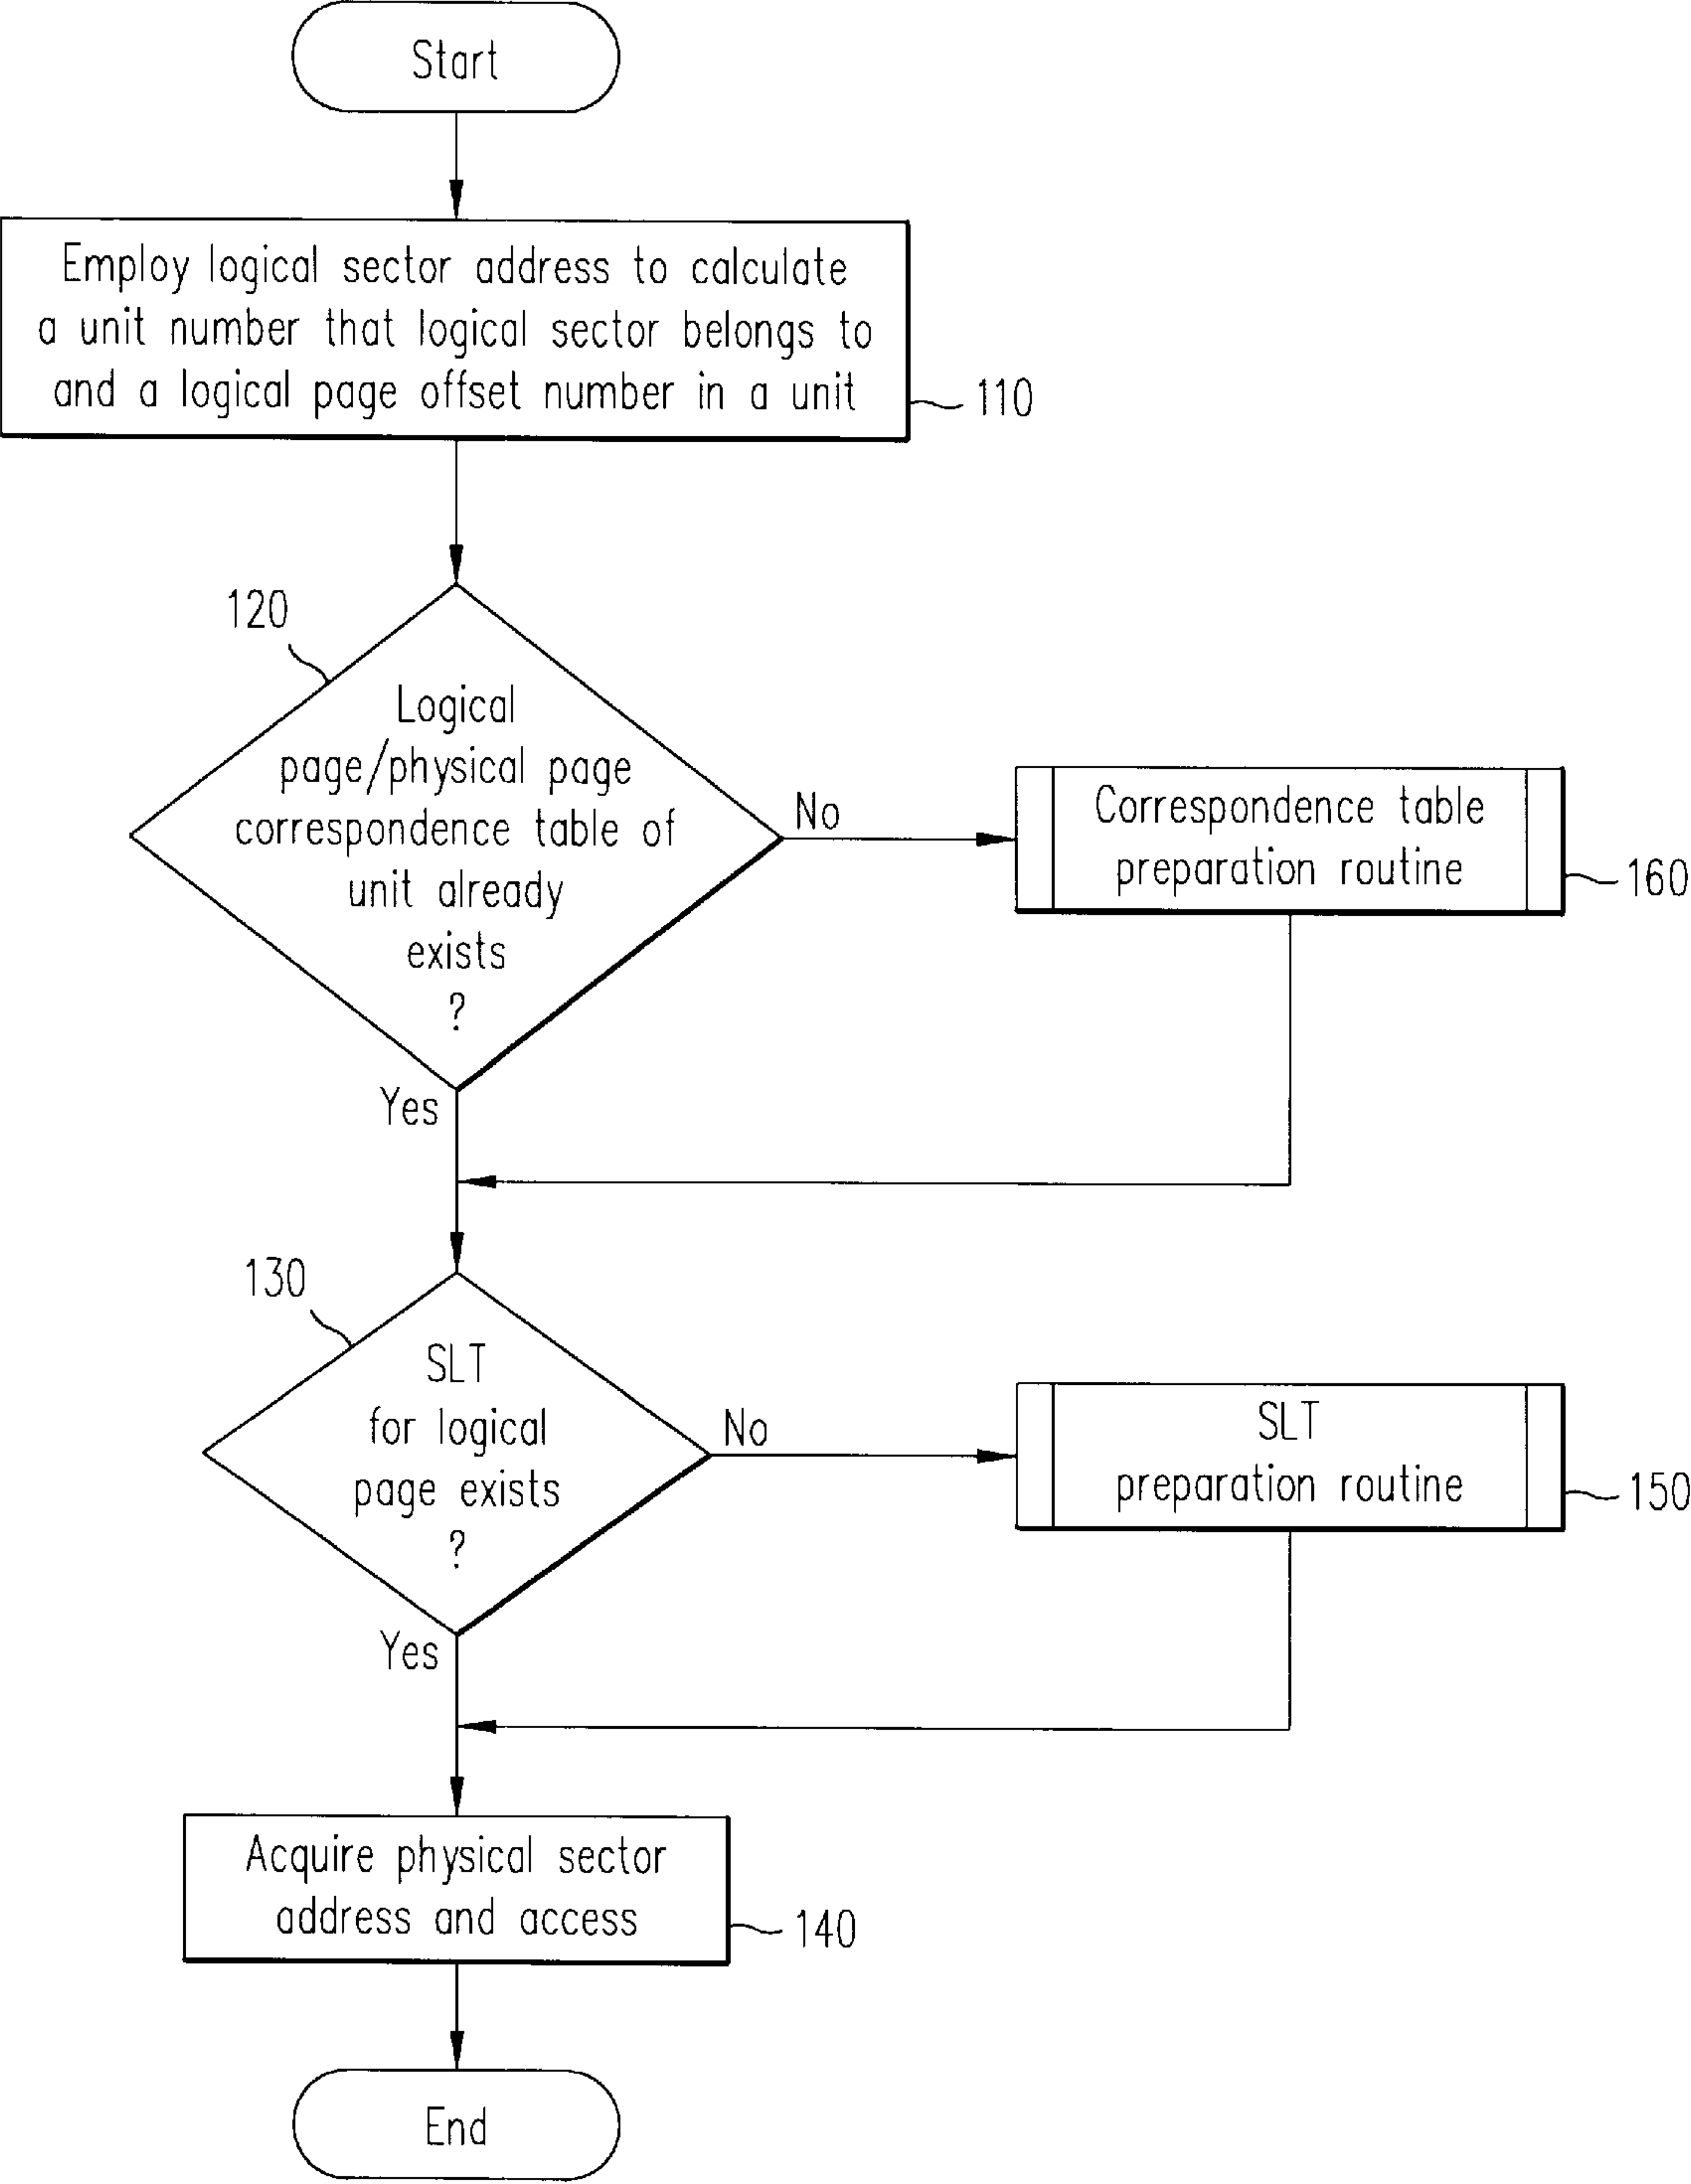 Start
Employ logical sector address to calculate
a unit number that logical sector belongs to
and a logical page offset number in a unit
110
120
Logical
page/physical page
correspondence table of
unit already
exists
?
No
Correspondence table
preparation routine
160
Yes
130
SLT
for logical
page exists
?
No
SLT
preparation routine
150
Yes
Acquire physical sector
address and access
140
End